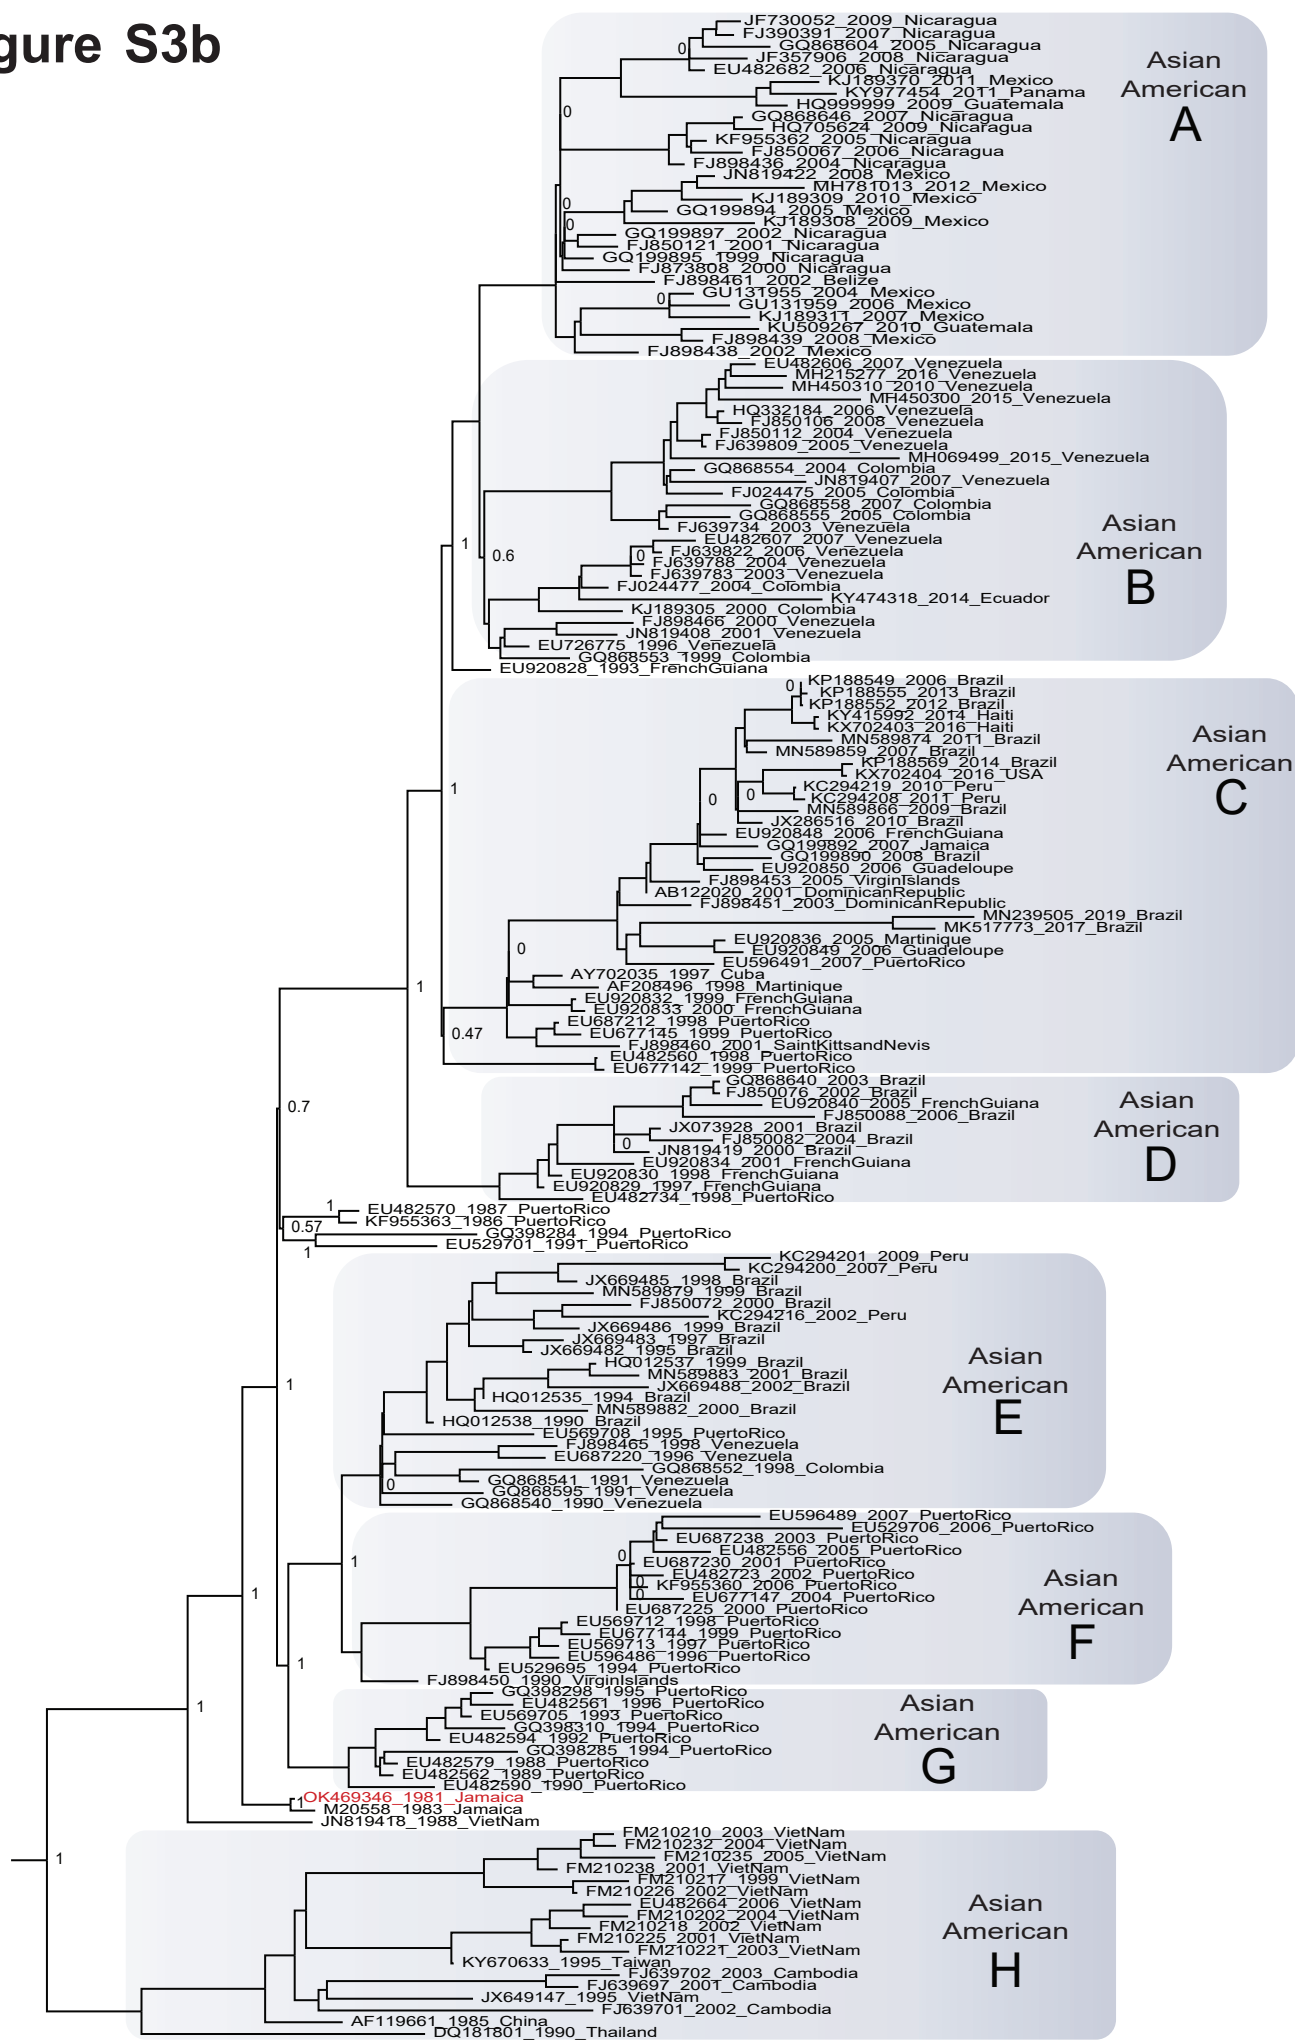 gure S3b
JF730052_2009_Nicaragua
FJ390391_2007_Nicaragua
GQ868604_2005_Nicaragua
0
JF357906_2008_Nicaragua
EU482682_2006_Nicaragua
KJ189370_2011_Mexico
KY977454_2011_Panama
HQ999999_2009_Guatemala
Asian
American
A
0
GQ868646_2007_Nicaragua
HQ705624_2009_Nicaragua
KF955362_2005_Nicaragua
FJ850067_2006_Nicaragua
FJ898436_2004_Nicaragua
JN819422_2008_Mexico
MH781013_2012_Mexico
KJ189309_2010_Mexico
0
GQ199894_2005_Mexico
KJ189308_2009_Mexico
0
GQ199897_2002_Nicaragua
FJ850121_2001_Nicaragua
GQ199895_1999_Nicaragua
FJ873808_2000_Nicaragua
FJ898461_2002_Belize
GU131955_2004_Mexico
0
GU131959_2006_Mexico
KJ189311_2007_Mexico
KU509267_2010_Guatemala
FJ898439_2008_Mexico
FJ898438_2002_Mexico
EU482606_2007_Venezuela
MH215277_2016_Venezuela
MH450310_2010_Venezuela
MH450300_2015_Venezuela
HQ332184_2006_Venezuela
FJ850106_2008_Venezuela
FJ850112_2004_Venezuela
FJ639809_2005_Venezuela
MH069499_2015_Venezuela
GQ868554_2004_Colombia
JN819407_2007_Venezuela
FJ024475_2005_Colombia
GQ868558_2007_Colombia
GQ868555_2005_Colombia
FJ639734_2003_Venezuela
Asian
American
B
EU482607_2007_Venezuela
1
0.6
0
FJ639822_2006_Venezuela
FJ639788_2004_Venezuela
FJ639783_2003_Venezuela
FJ024477_2004_Colombia
KY474318_2014_Ecuador
KJ189305_2000_Colombia
FJ898466_2000_Venezuela
JN819408_2001_Venezuela
EU726775_1996_Venezuela
GQ868553_1999_Colombia
EU920828_1993_FrenchGuiana
KP188549_2006_Brazil
0
KP188555_2013_Brazil
KP188552_2012_Brazil
KY415992_2014_Haiti
KX702403_2016_Haiti
MN589874_2011_Brazil
MN589859_2007_Brazil
Asian
American
C
KP188569_2014_Brazil
KX702404_2016_USA
1
KC294219_2010_Peru
0
0
KC294208_2011_Peru
MN589866_2009_Brazil
JX286516_2010_Brazil
EU920848_2006_FrenchGuiana
GQ199892_2007_Jamaica
GQ199890_2008_Brazil
EU920850_2006_Guadeloupe
FJ898453_2005_VirginIslands
AB122020_2001_DominicanRepublic
FJ898451_2003_DominicanRepublic
MN239505_2019_Brazil
MK517773_2017_Brazil
EU920836_2005_Martinique
0
EU920849_2006_Guadeloupe
EU596491_2007_PuertoRico
AY702035_1997_Cuba
1
AF208496_1998_Martinique
EU920832_1999_FrenchGuiana
EU920833_2000_FrenchGuiana
EU687212_1998_PuertoRico
0.47
EU677145_1999_PuertoRico
FJ898460_2001_SaintKittsandNevis
EU482560_1998_PuertoRico
EU677142_1999_PuertoRico
GQ868640_2003_Brazil
FJ850076_2002_Brazil
0.7
EU920840_2005_FrenchGuiana
FJ850088_2006_Brazil
Asian
American
D
JX073928_2001_Brazil
0
FJ850082_2004_Brazil
JN819419_2000_Brazil
EU920834_2001_FrenchGuiana
EU920830_1998_FrenchGuiana
EU920829_1997_FrenchGuiana
EU482734_1998_PuertoRico
1
EU482570_1987_PuertoRico
KF955363_1986_PuertoRico
0.57
GQ398284_1994_PuertoRico
1
EU529701_1991_PuertoRico
KC294201_2009_Peru
KC294200_2007_Peru
JX669485_1998_Brazil
MN589879_1999_Brazil
FJ850072_2000_Brazil
KC294216_2002_Peru
JX669486_1999_Brazil
JX669483_1997_Brazil
JX669482_1995_Brazil
HQ012537_1999_Brazil
MN589883_2001_Brazil
JX669488_2002_Brazil
Asian
American
E
1
HQ012535_1994_Brazil
MN589882_2000_Brazil
HQ012538_1990_Brazil
EU569708_1995_PuertoRico
FJ898465_1998_Venezuela
EU687220_1996_Venezuela
GQ868552_1998_Colombia
GQ868541_1991_Venezuela
0
GQ868595_1991_Venezuela
GQ868540_1990_Venezuela
EU596489_2007_PuertoRico
EU529706_2006_PuertoRico
EU687238_2003_PuertoRico
EU482556_2005_PuertoRico
0
1
EU687230_2001_PuertoRico
EU482723_2002_PuertoRico
0
KF955360_2006_PuertoRico
0
EU677147_2004_PuertoRico
EU687225_2000_PuertoRico
Asian
American
F
1
EU569712_1998_PuertoRico
EU677144_1999_PuertoRico
EU569713_1997_PuertoRico
EU596486_1996_PuertoRico
1
EU529695_1994_PuertoRico
FJ898450_1990_VirginIslands
GQ398298_1995_PuertoRico
EU482561_1996_PuertoRico
1
EU569705_1993_PuertoRico
GQ398310_1994_PuertoRico
EU482594_1992_PuertoRico
GQ398285_1994_PuertoRico
EU482579_1988_PuertoRico
EU482562_1989_PuertoRico
EU482590_1990_PuertoRico
Asian
American
G
1
OK469346_1981_Jamaica
M20558_1983_Jamaica
JN819418_1988_VietNam
FM210210_2003_VietNam
FM210232_2004_VietNam
1
FM210235_2005_VietNam
FM210238_2001_VietNam
FM210217_1999_VietNam
FM210226_2002_VietNam
EU482664_2006_VietNam
FM210202_2004_VietNam
FM210218_2002_VietNam
FM210225_2001_VietNam
FM210221_2003_VietNam
KY670633_1995_Taiwan
FJ639702_2003_Cambodia
FJ639697_2001_Cambodia
JX649147_1995_VietNam
FJ639701_2002_Cambodia
AF119661_1985_China
DQ181801_1990_Thailand
Asian
American
H